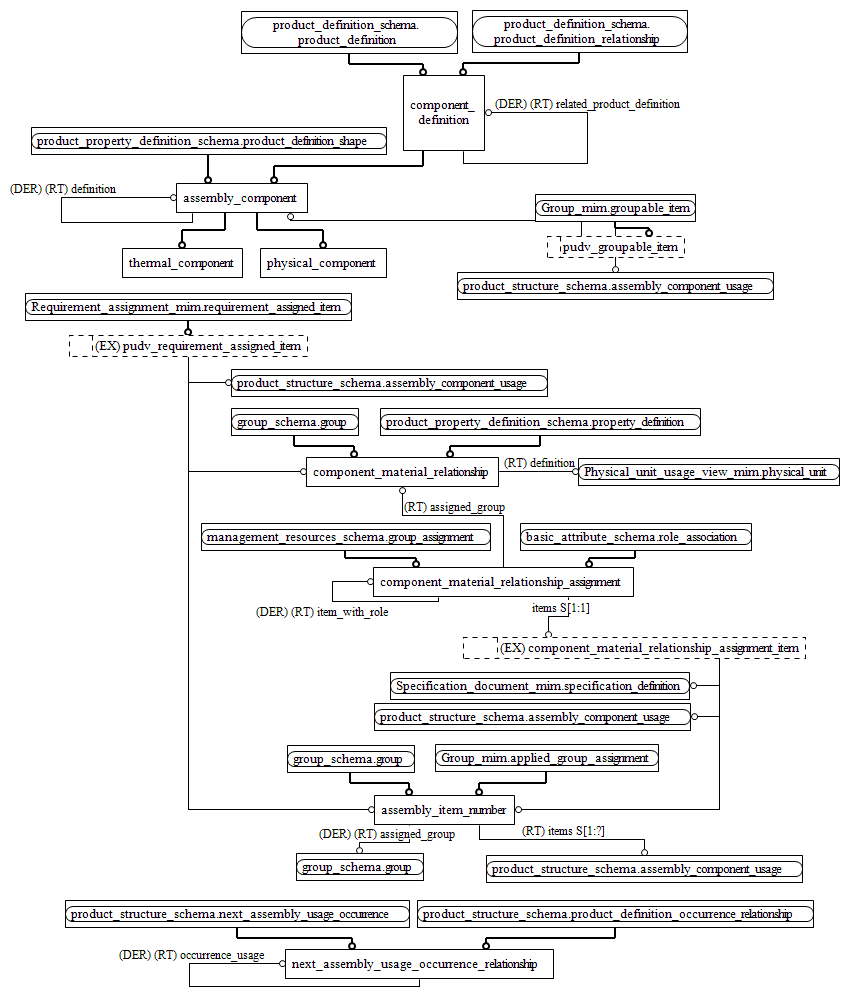 product_definition_schema.
product_definition
product_definition_schema.
product_definition_relationship
component_
definition
(DER) (RT) related_product_definition
product_property_definition_schema.product_definition_shape
(DER) (RT) definition
assembly_component
Group_mim.groupable_item
pudv_groupable_item
thermal_component
physical_component
product_structure_schema.assembly_component_usage
Requirement_assignment_mim.requirement_assigned_item
(EX) pudv_requirement_assigned_item
product_structure_schema.assembly_component_usage
group_schema.group
product_property_definition_schema.property_definition
component_material_relationship
(RT) definition
Physical_unit_usage_view_mim.physical_unit
(RT) assigned_group
management_resources_schema.group_assignment
basic_attribute_schema.role_association
component_material_relationship_assignment
(DER) (RT) item_with_role
items S[1:1]
(EX) component_material_relationship_assignment_item
Specification_document_mim.specification_definition
product_structure_schema.assembly_component_usage
group_schema.group
Group_mim.applied_group_assignment
assembly_item_number
(DER) (RT) assigned_group
(RT) items S[1:?]
group_schema.group
product_structure_schema.assembly_component_usage
product_structure_schema.next_assembly_usage_occurrence
product_structure_schema.product_definition_occurrence_relationship
(DER) (RT) occurrence_usage
next_assembly_usage_occurrence_relationship